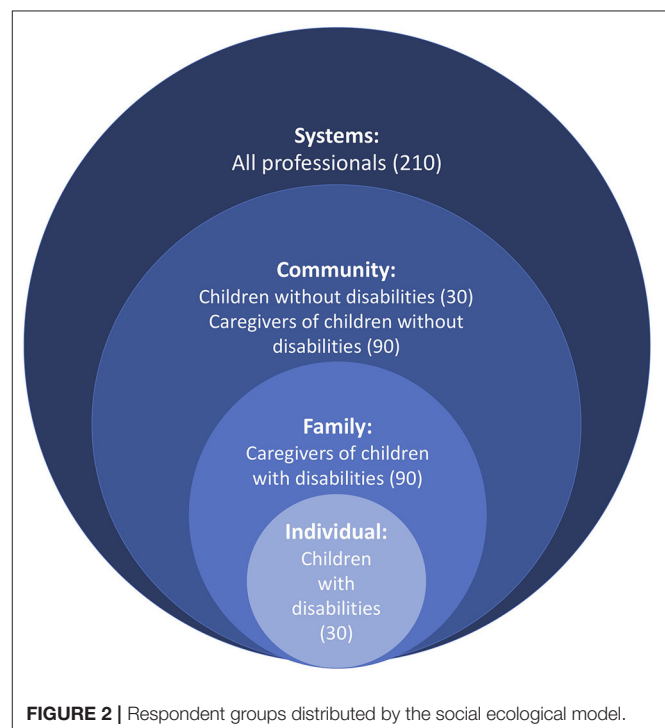 Systems:
All professionals (210)
Community:
Children without disabilities (30)
Caregivers of children without
disabilities (90)
Family:
Caregivers of children
with disabilities (90)
Individual:
Children
with
disabilities
(30)
FIGURE 2 | Respondent groups distributed by the social ecological model.